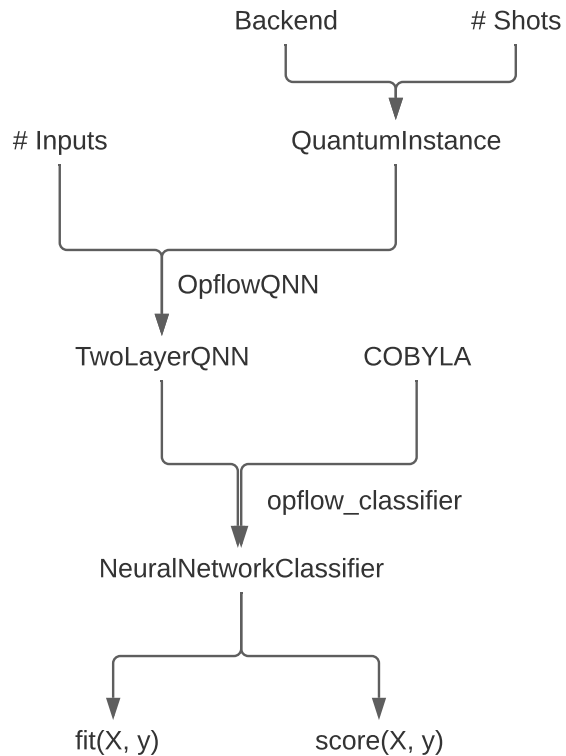 Backend
# Shots
# Inputs
QuantumInstance
OpflowQNN
TwoLayerQNN
COBYLA
opflow_classifier
NeuralNetworkClassifier
fit(X, y)
score(X, y)